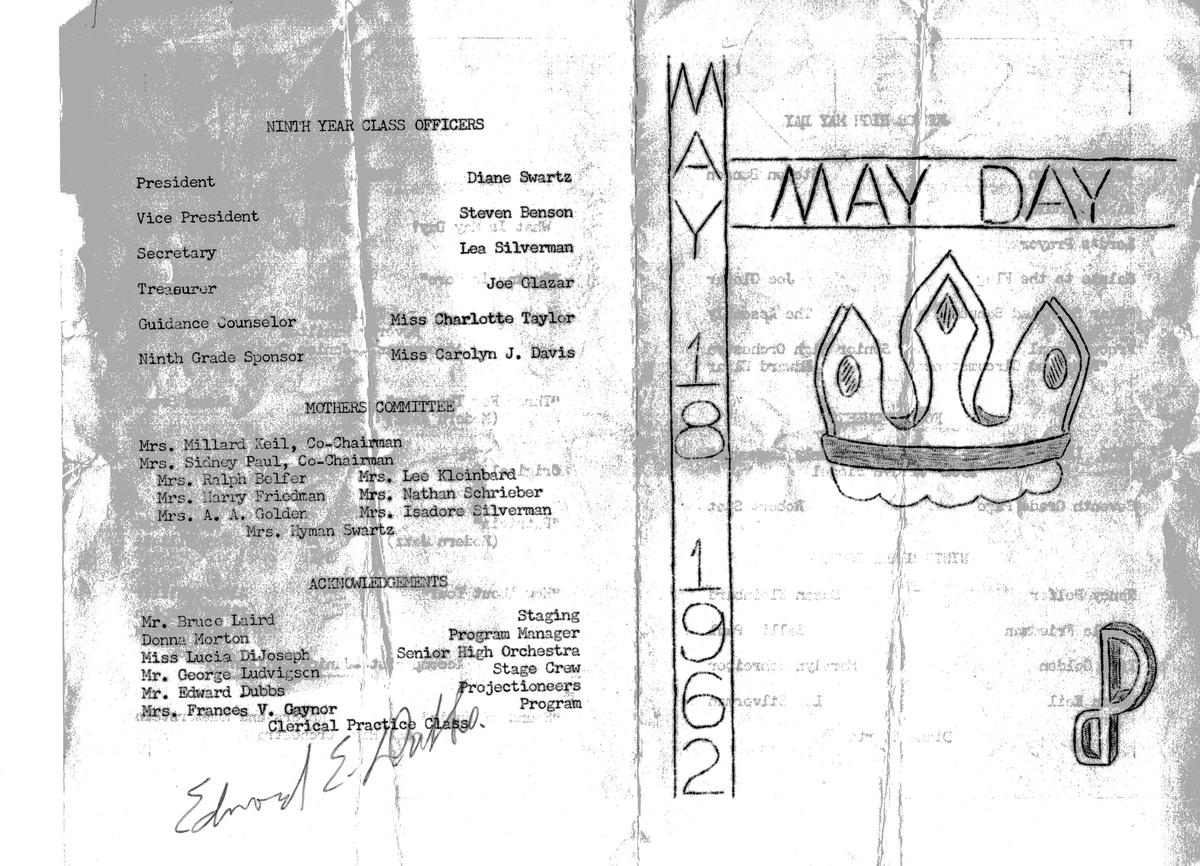 NINTH YEAR CLASS OFFICERS
President Diane Swartz
Vice President Steven Benson
Secretary Lea Silverman
Treasurer Joe Glazar
Guidance Counselor Miss Charlotte Taylor
Ninth Grade Sponsor Miss Carolyn J. Davis
MOTHERS COMMITTEE
Mrs. Millard Keil, Co-Chairman
Mrs. Sidney Paul, Co-Chairman
Mrs. Ralph Belfer Mrs. Lee Kleinbard
Mrs. Harry Friedman Mrs. Nathan Schrieber
Mrs. A. A. Golden Mrs. Isadore Silverman
Mrs. Hyman Swartz
ACKNOWLEDGEMENTS
Mr. Bruce Laird Staging
Donna Morton Program Manager
Miss Lucia DiJoseph Senior High Orchestra
Mr. George Ludvigson Stage Crew
Mr. Edward Dubbs Projectioneers
Mrs. Frances V. Gaynor Program
Clerical Practice Class.
Edward E. Dubbs
MAY 18 1962
MAY DAY